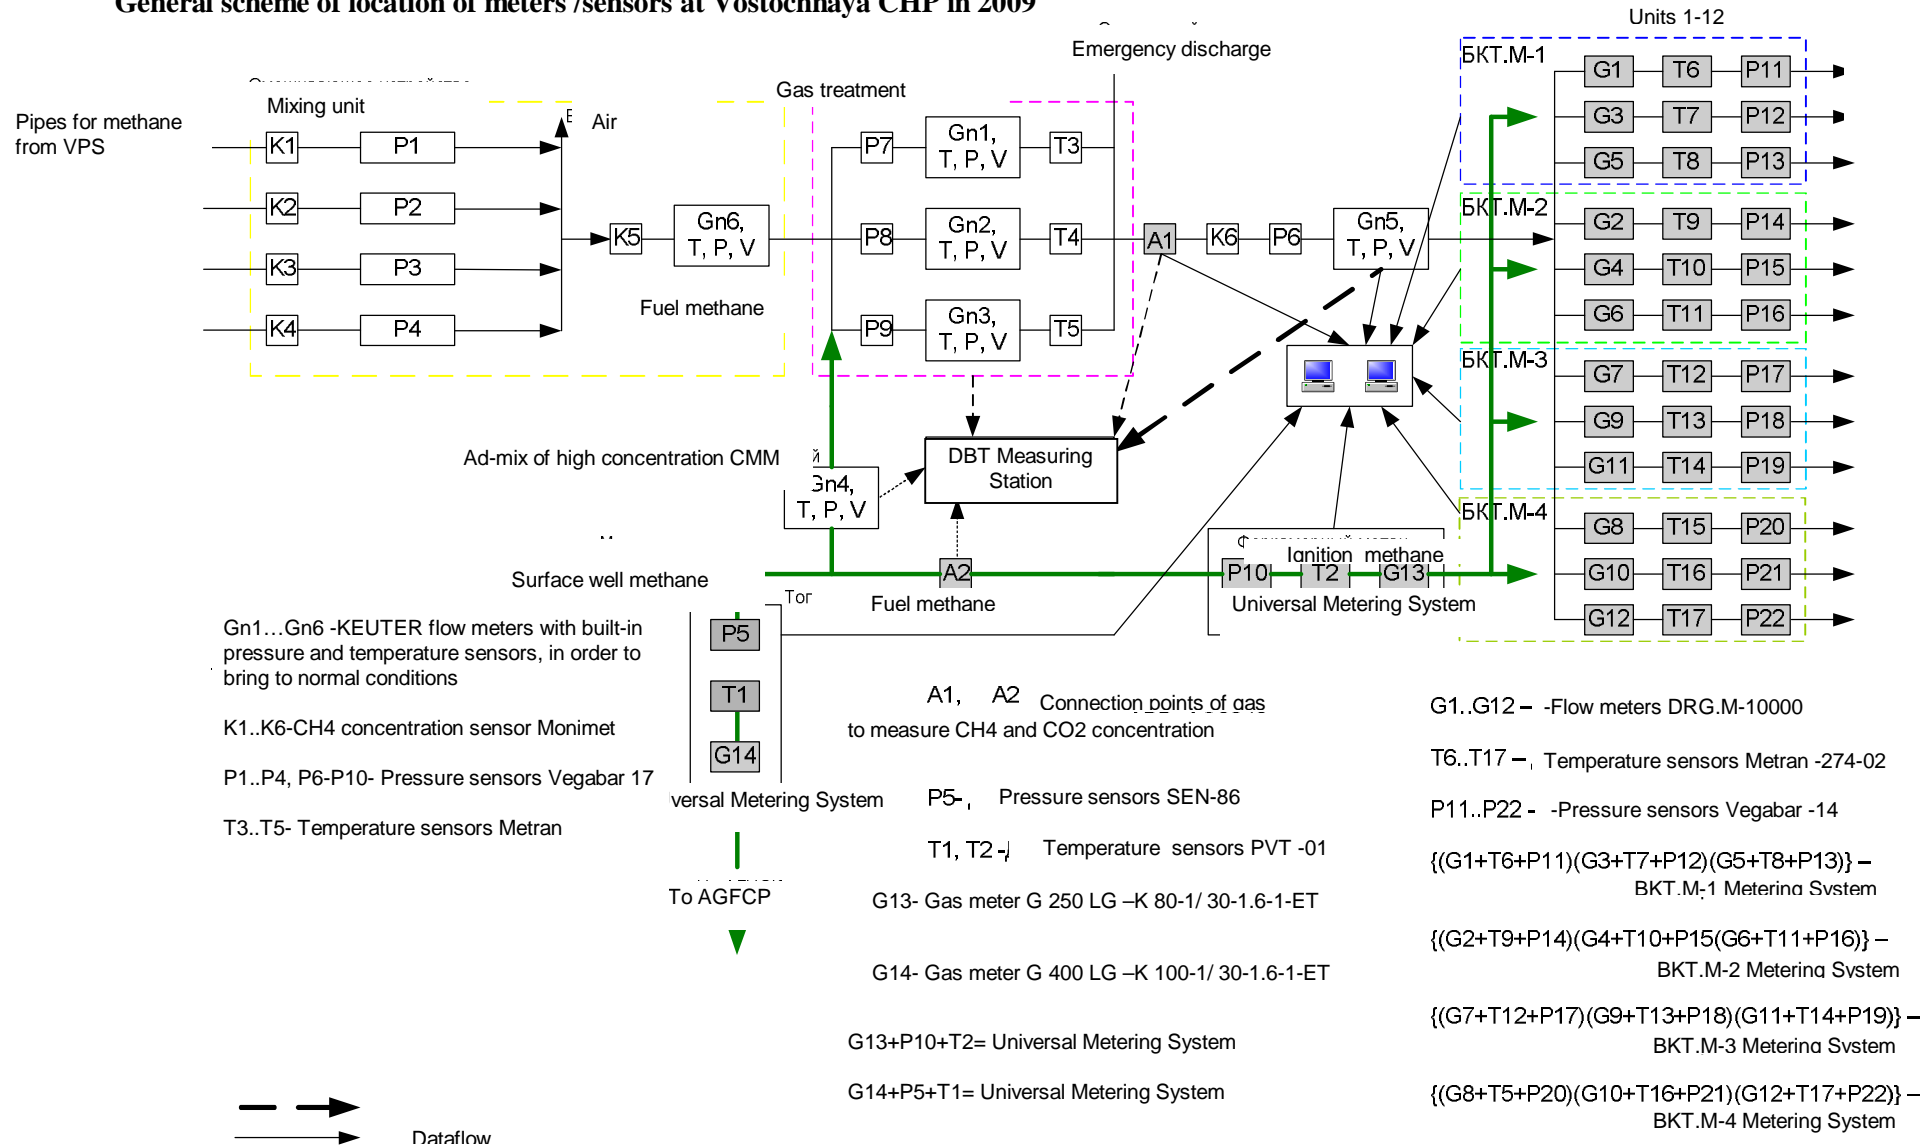 General scheme of location of meters /sensors at Vostochnaya CHP in 2009
Units 1-12
Emergency discharge
Gas treatment
Mixing unit
Air
Pipes for methane
from VPS
K1
P1
K2
P2
K3
P3
K4
P4
K5
Gn6,
T, P, V
Fuel methane
P7
Gn1,
T, P, V
T3
P8
Gn2,
T, P, V
T4
P9
Gn3,
T, P, V
T5
A1
K6
P6
Gn5,
T, P, V
БКТ.М-1
G1
T6
P11
G3
T7
P12
G5
T8
P13
БКТ.М-2
G2
T9
P14
G4
T10
P15
G6
T11
P16
БКТ.М-3
G7
T12
P17
G9
T13
P18
G11
T14
P19
БКТ.М-4
G8
T15
P20
G10
T16
P21
G12
T17
P22
Ad-mix of high concentration CMM
й
Gn4,
T, P, V
DBT Measuring
Station
Surface well methane
A2
Fuel methane
Ignition methane
P10
T2
G13
Universal Metering System
Тог
P5
T1
G14
versal Metering System
To AGFCP
Gn1…Gn6 -KEUTER flow meters with built-in
pressure and temperature sensors, in order to
bring to normal conditions
K1..K6-CH4 concentration sensor Monimet
P1..P4, P6-P10- Pressure sensors Vegabar 17
T3..T5- Temperature sensors Metran
A1, A2 Connection points of gas
to measure CH4 and CO2 concentration
P5-, Pressure sensors SEN-86
T1, T2 - Temperature sensors PVT -01
G13- Gas meter G 250 LG –K 80-1/ 30-1.6-1-ET
G14- Gas meter G 400 LG –K 100-1/ 30-1.6-1-ET
G13+P10+T2= Universal Metering System
G14+P5+T1= Universal Metering System
G1..G12 – -Flow meters DRG.M-10000
T6..T17 –, Temperature sensors Metran -274-02
P11..P22 - -Pressure sensors Vegabar -14
{(G1+T6+P11)(G3+T7+P12)(G5+T8+P13)} –
BKT.M-1 Metering System
{(G2+T9+P14)(G4+T10+P15(G6+T11+P16)} –
BKT.M-2 Metering System
{(G7+T12+P17)(G9+T13+P18)(G11+T14+P19)} –
BKT.M-3 Metering System
{(G8+T5+P20)(G10+T16+P21)(G12+T17+P22)} –
BKT.M-4 Metering System
Dataflow